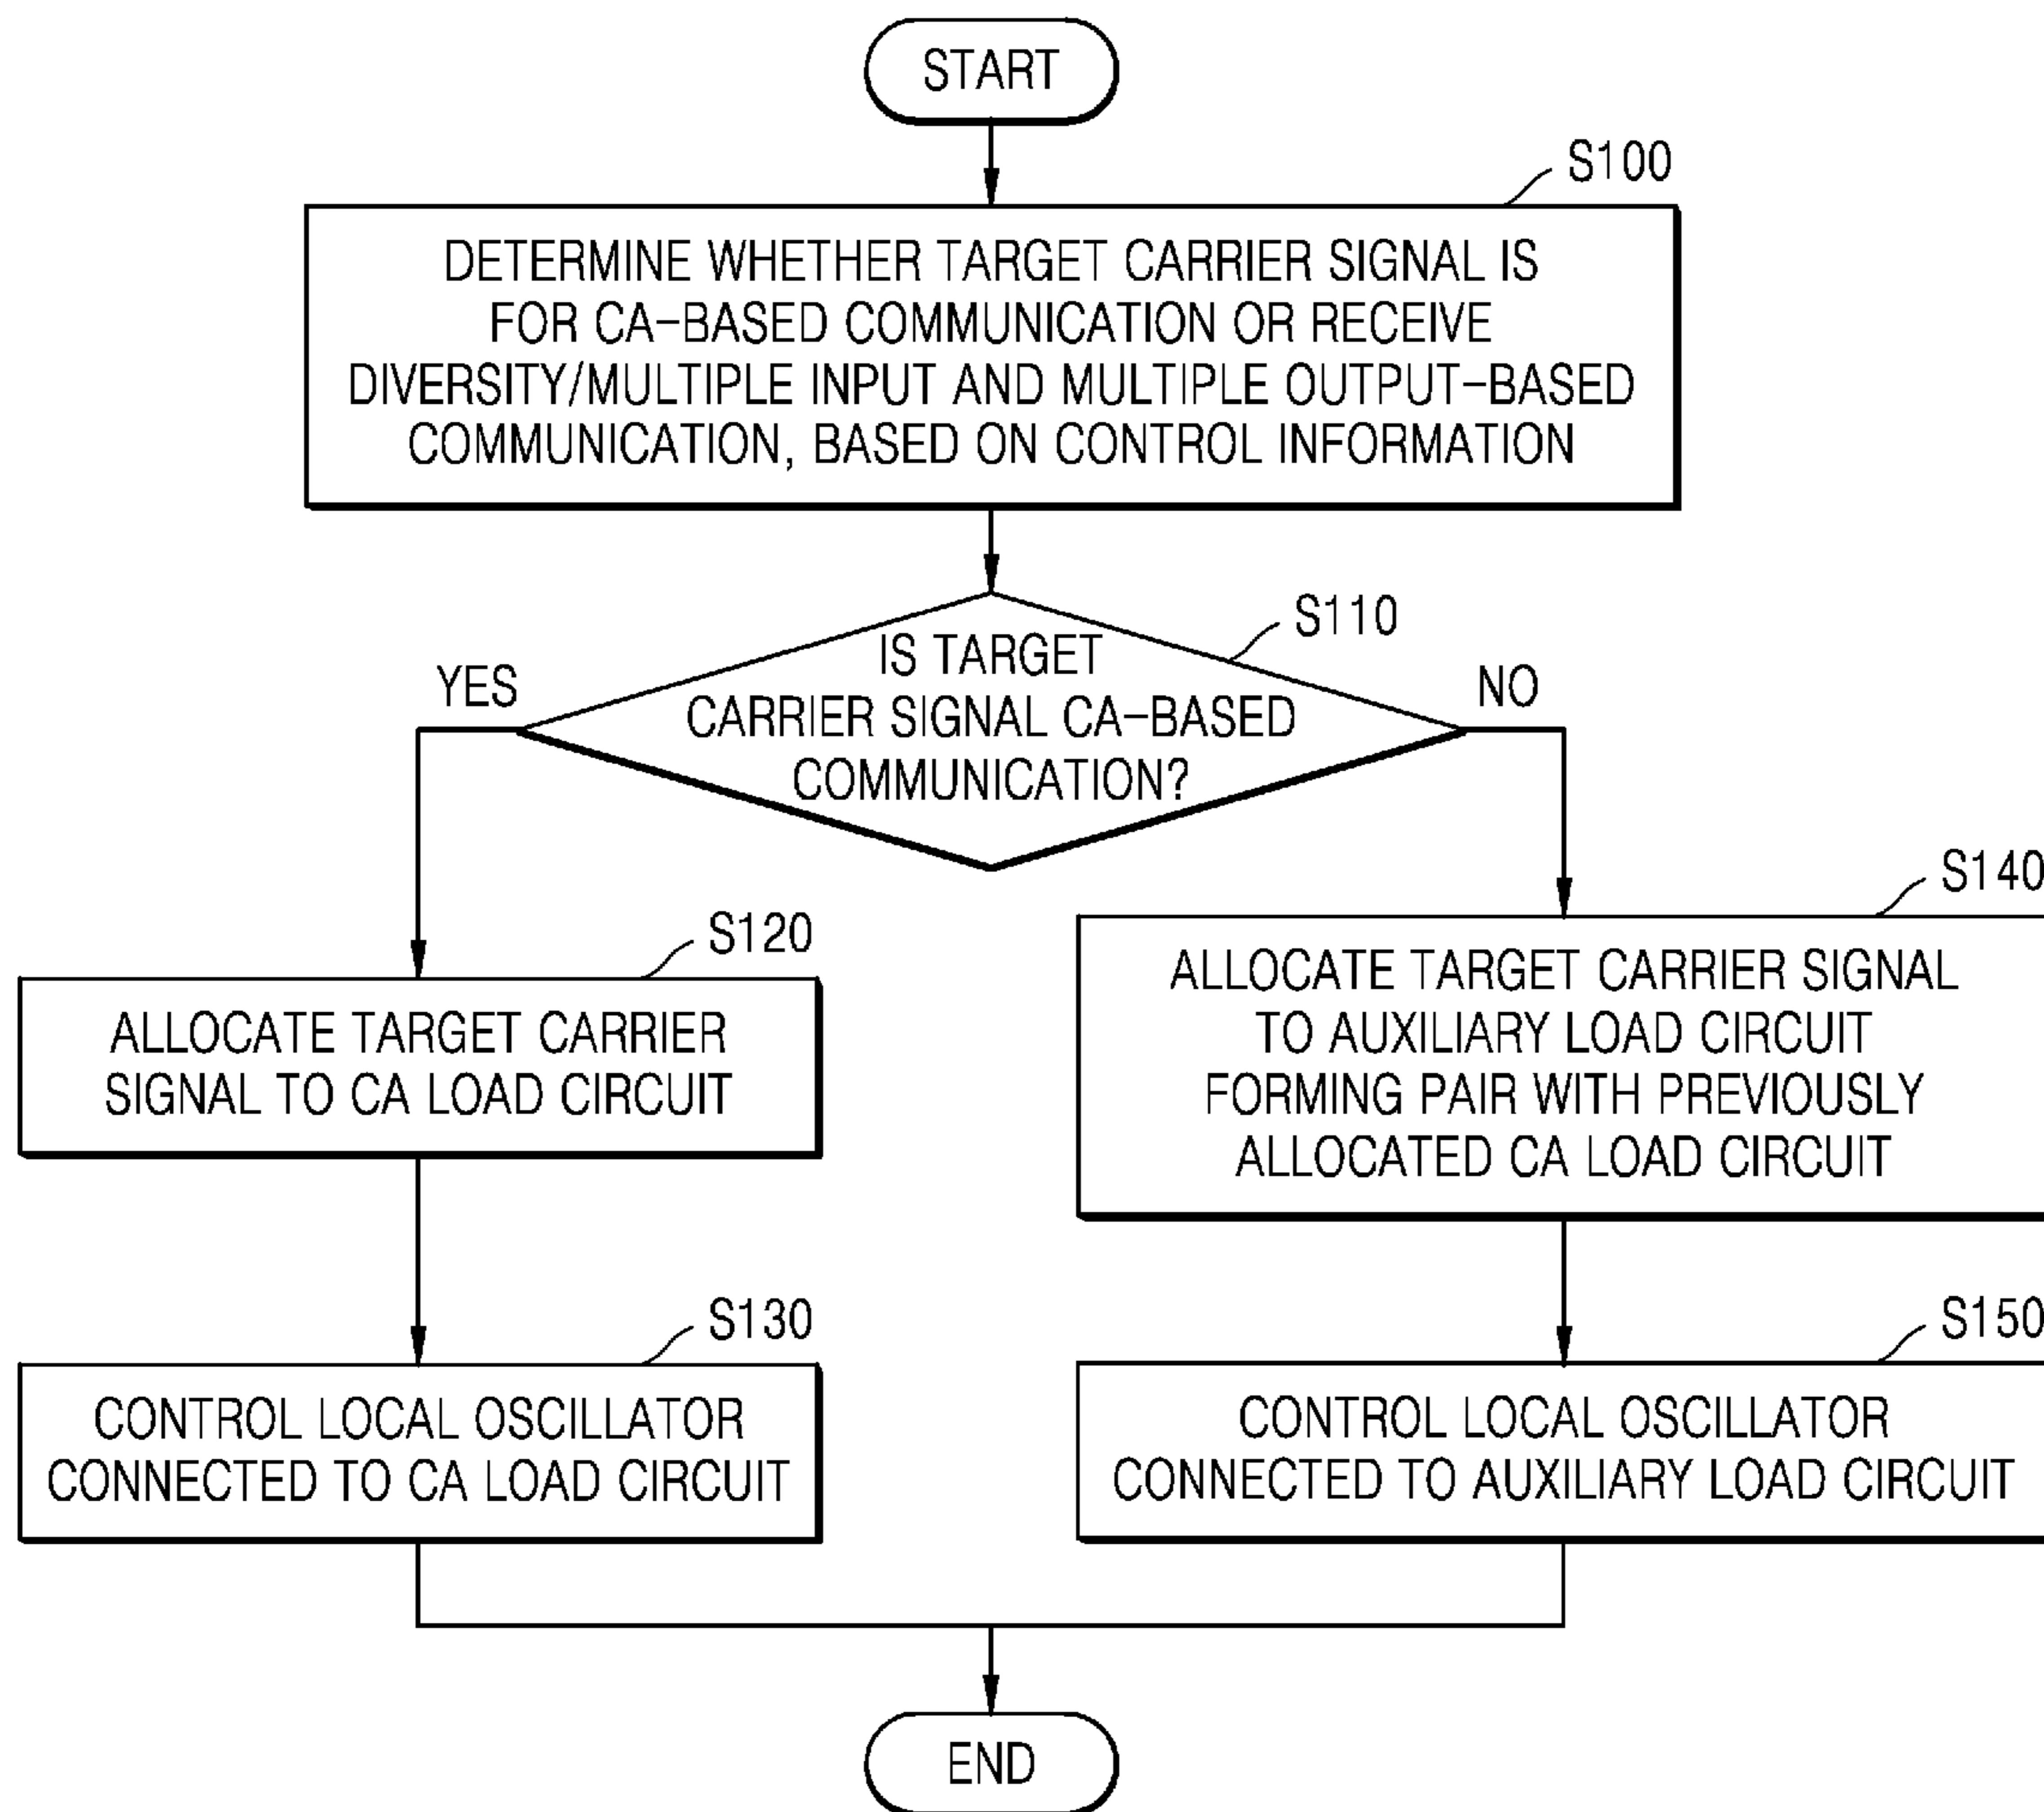 START
S100
DETERMINE WHETHER TARGET CARRIER SIGNAL IS
FOR CA-BASED COMMUNICATION OR RECEIVE
DIVERSITY/MULTIPLE INPUT AND MULTIPLE OUTPUT-BASED
COMMUNICATION, BASED ON CONTROL INFORMATION
S110
IS TARGET
CARRIER SIGNAL CA-BASED
COMMUNICATION?
YES
NO
S120
ALLOCATE TARGET CARRIER
SIGNAL TO CA LOAD CIRCUIT
S130
CONTROL LOCAL OSCILLATOR
CONNECTED TO CA LOAD CIRCUIT
S140
ALLOCATE TARGET CARRIER SIGNAL
TO AUXILIARY LOAD CIRCUIT
FORMING PAIR WITH PREVIOUSLY
ALLOCATED CA LOAD CIRCUIT
S150
CONTROL LOCAL OSCILLATOR
CONNECTED TO AUXILIARY LOAD CIRCUIT
END